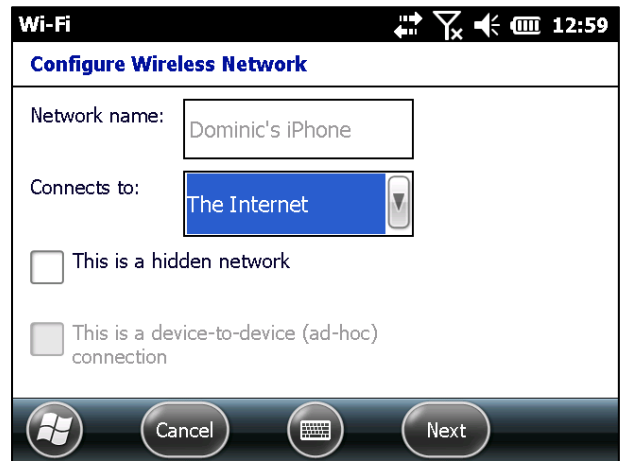 Wi-Fi 12:59
Configure Wireless Network
Network name: Dominic's iPhone
Connects to: The Internet
This is a hidden network
This is a device-to-device (ad-hoc)
connection
Cancel Next